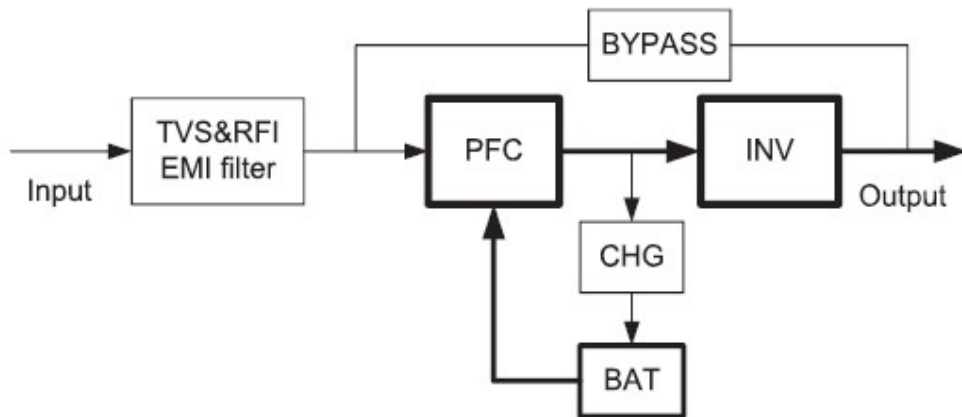 BYPASS
TVS&RFI
EMI filter
PFC
INV
Input
Output
CHG
BAT